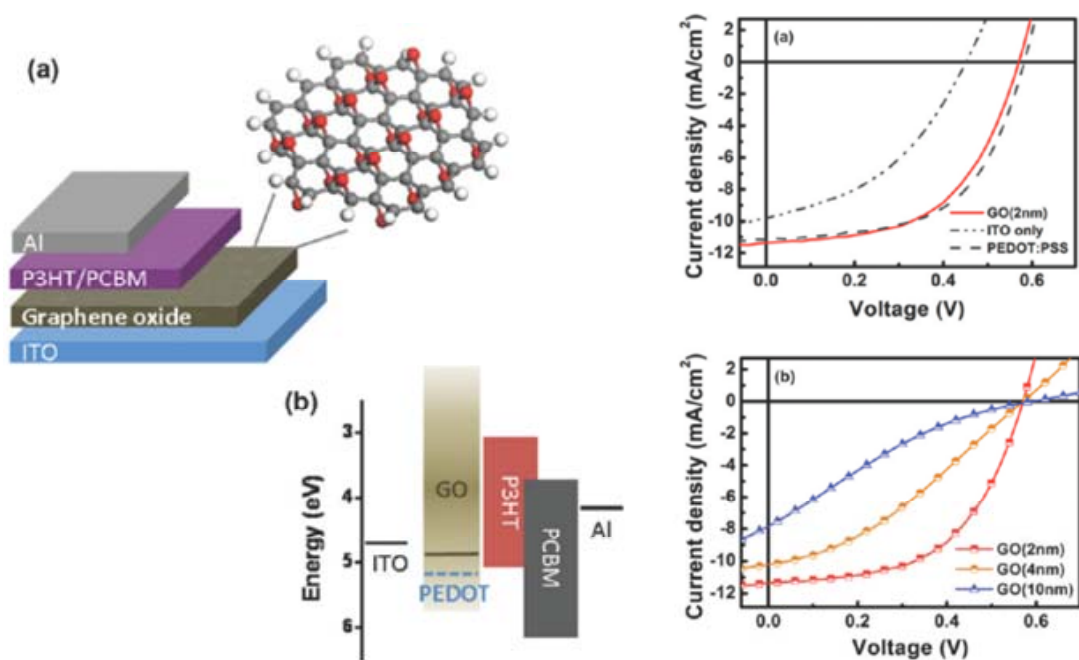 (a)
Al
P3HT/PCBM
Graphene oxide
ITO
(b)
Energy (eV)
3
4
5
6
ITO
GO
PEDOT
P3HT
PCBM
Al
(a)
Current density (mA/cm²)
2
0
-2
-4
-6
-8
-10
-12
GO(2nm)
ITO only
PEDOT:PSS
0.0 0.2 0.4 0.6
Voltage (V)
(b)
Current density (mA/cm²)
2
0
-2
-4
-6
-8
-10
-12
GO(2nm)
GO(4nm)
GO(10nm)
0.0 0.2 0.4 0.6
Voltage (V)